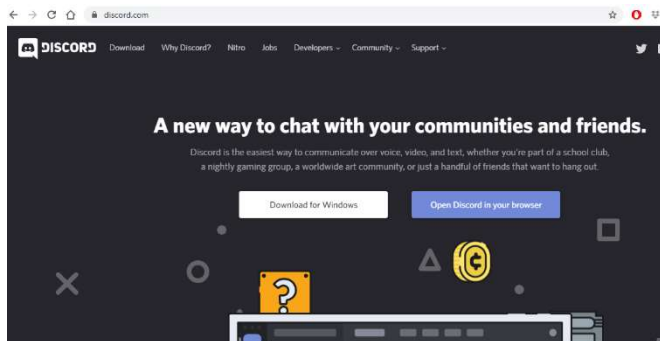 discord.com
DISCORD Download Why Discord? Nitro Jobs Developers Community Support
A new way to chat with your communities and friends.
Discord is the easiest way to communicate over voice, video, and text, whether you're part of a school club,
a nightly gaming group, a worldwide art community, or just a handful of friends that want to hang out.
Download for Windows Open Discord in your browser
?
¢